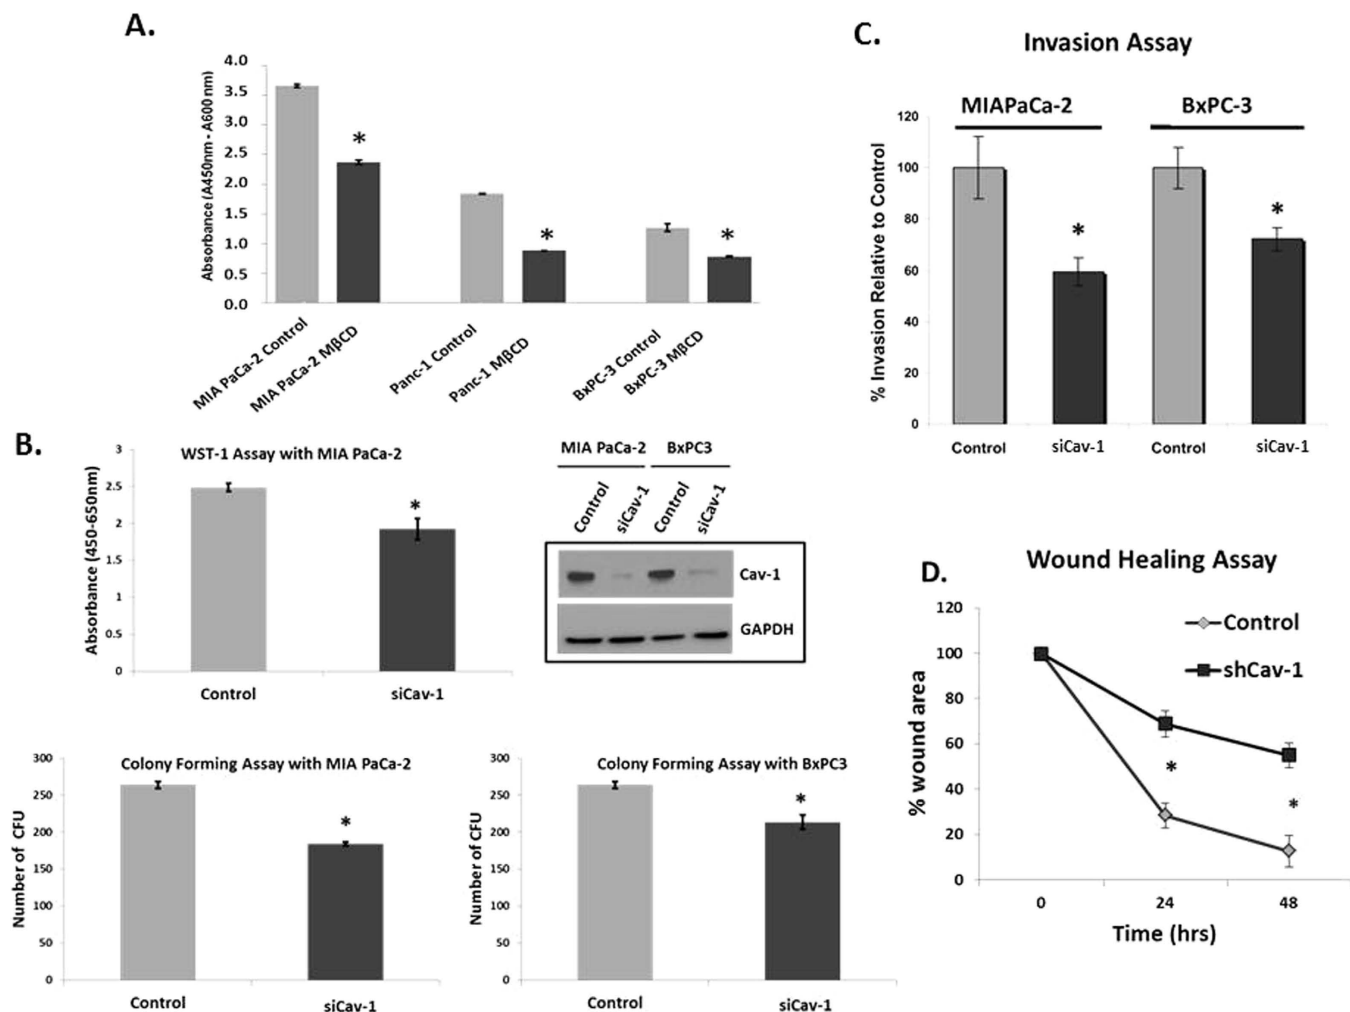 A.
4.0
3.5
3.0
2.5
2.0
1.5
1.0
0.5
0.0
Absorbance (A450nm - A600 nm)
*
*
*
MIA PaCa-2 Control
MIA PaCa-2 MβCD
Panc-1 Control
Panc-1 MβCD
BxPC-3 Control
BxPC-3 MβCD
B.
WST-1 Assay with MIA PaCa-2
3
2.5
2
1.5
1
0.5
0
Absorbance (450-650nm)
*
Control
siCav-1
MIA PaCa-2 BxPC3
Control
siCav-1
Control
siCav-1
Cav-1
GAPDH
Colony Forming Assay with MIA PaCa-2
300
250
200
150
100
50
0
Number of CFU
*
Control
siCav-1
Colony Forming Assay with BxPC3
300
250
200
150
100
50
0
Number of CFU
*
Control
siCav-1
C.
Invasion Assay
MIAPaCa-2
BxPC-3
120
100
80
60
40
20
0
% Invasion Relative to Control
*
*
Control
siCav-1
Control
siCav-1
D.
Wound Healing Assay
120
100
80
60
40
20
0
% wound area
Control
shCav-1
*
*
0
24
48
Time (hrs)